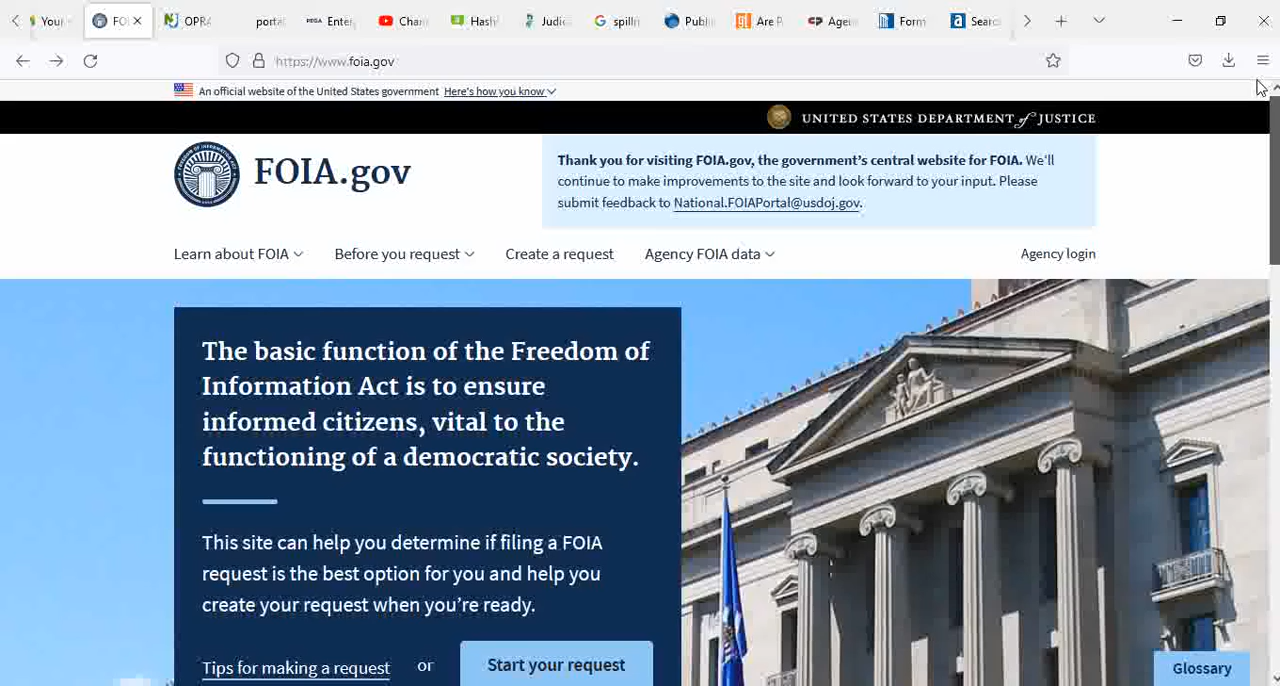 Your
FOI
OPRA
porta
PEGA Enter
Chan
Hash
Judic
spilln
Publi
Are P
Agen
Form
Searc
https://www.foia.gov
An official website of the United States government Here's how you know
UNITED STATES DEPARTMENT of JUSTICE
FOIA.gov
Thank you for visiting FOIA.gov, the government's central website for FOIA. We'll
continue to make improvements to the site and look forward to your input. Please
submit feedback to National.FOIAPortal@usdoj.gov.
Learn about FOIA
Before you request
Create a request
Agency FOIA data
Agency login
The basic function of the Freedom of
Information Act is to ensure
informed citizens, vital to the
functioning of a democratic society.
This site can help you determine if filing a FOIA
request is the best option for you and help you
create your request when you're ready.
Tips for making a request or Start your request
Glossary